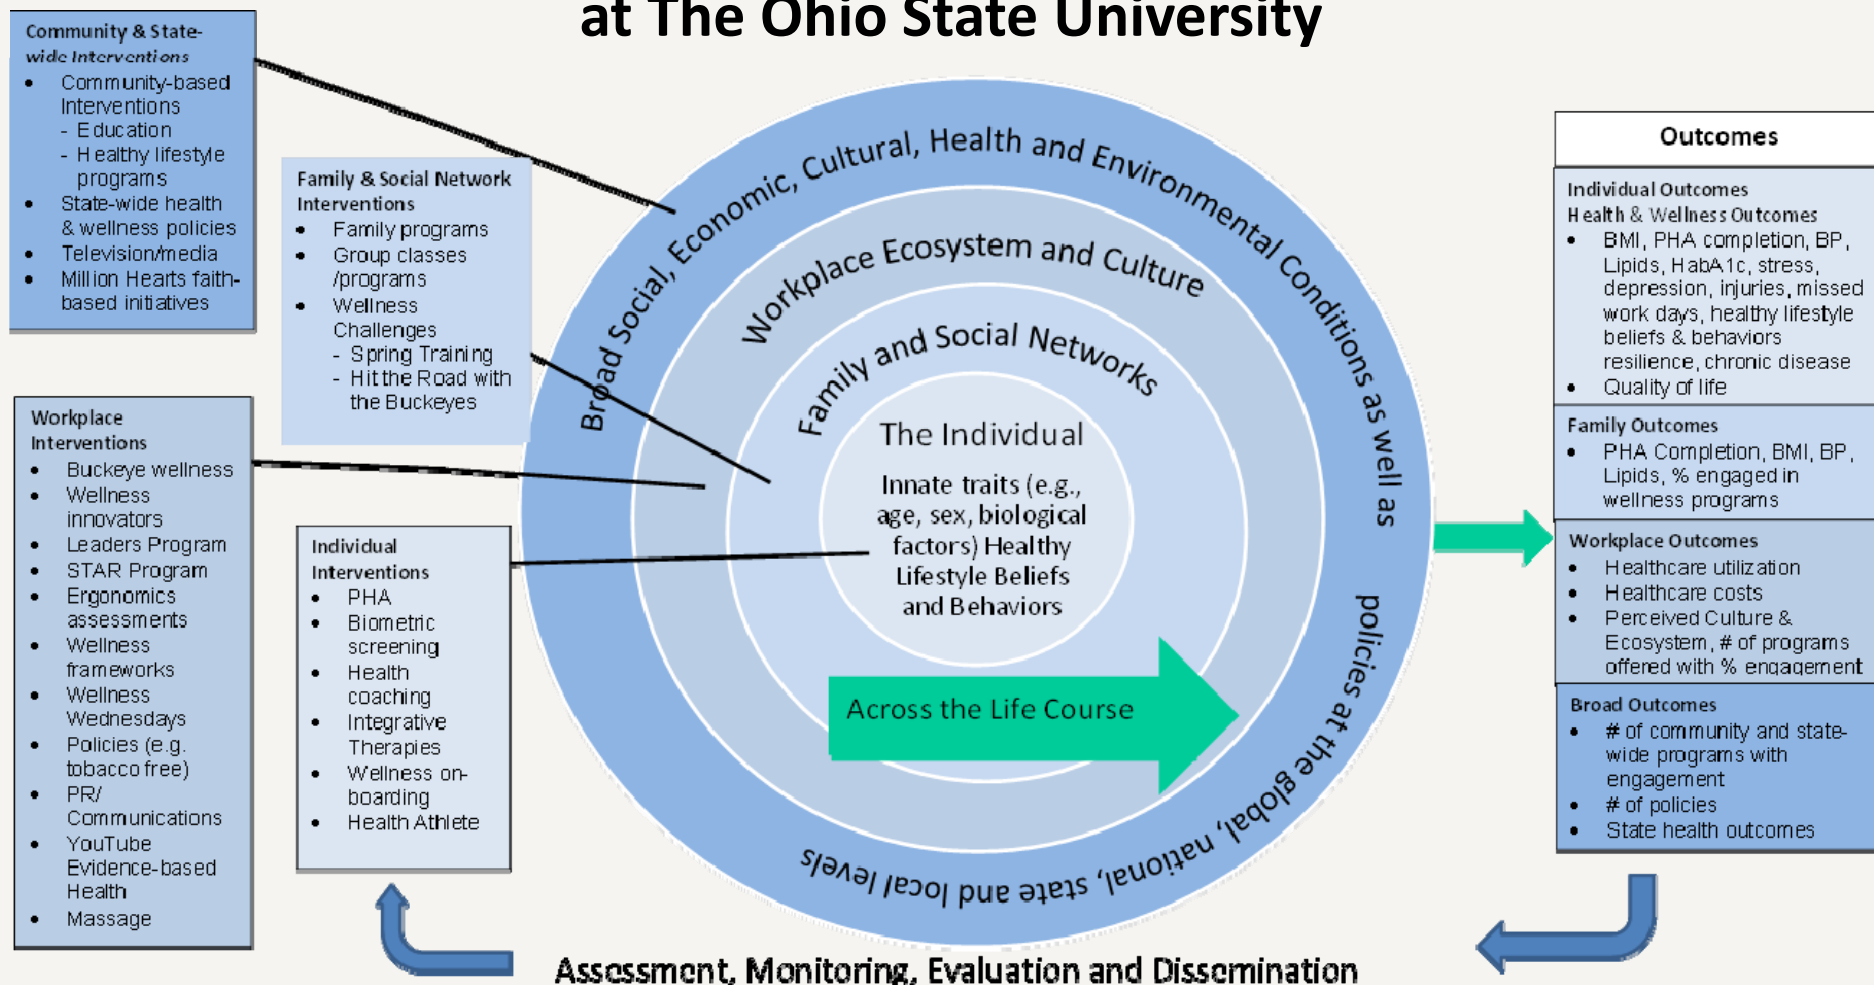 at The Ohio State University
Community & State-
wide Interventions
• Community-based
Interventions
- Education
- Healthy lifestyle
programs
• State-wide health
& wellness policies
• Television/media
• Million Hearts faith-
based initiatives
Family & Social Network
Interventions
• Family programs
• Group classes
/programs
• Wellness
Challenges
- Spring Training
- Hit the Road with
the Buckeyes
Workplace
Interventions
• Buckeye wellness
• Wellness
innovators
• Leaders Program
• STAR Program
• Ergonomics
assessments
• Wellness
frameworks
• Wellness
Wednesdays
• Policies (e.g.
tobacco free)
• PR/
Communications
• YouTube
Evidence-based
Health
• Massage
Individual
Interventions
• PHA
• Biometric
screening
• Health
coaching
• Integrative
Therapies
• Wellness on-
boarding
• Health Athlete
Broad Social, Economic, Cultural, Health and Environmental Conditions as well as
policies at the global, national, state and local levels
Workplace Ecosystem and Culture
Family and Social Networks
The Individual
Innate traits (e.g.,
age, sex, biological
factors) Healthy
Lifestyle Beliefs
and Behaviors
Across the Life Course
Outcomes
Individual Outcomes
Health & Wellness Outcomes
• BMI, PHA completion, BP,
Lipids, HabA1c, stress,
depression, injuries, missed
work days, healthy lifestyle
beliefs & behaviors
resilience, chronic disease
• Quality of life
Family Outcomes
• PHA Completion, BMI, BP,
Lipids, % engaged in
wellness programs
Workplace Outcomes
• Healthcare utilization
• Healthcare costs
• Perceived Culture &
Ecosystem, # of programs
offered with % engagement
Broad Outcomes
• # of community and state-
wide programs with
engagement
• # of policies
• State health outcomes
Assessment, Monitoring, Evaluation and Dissemination